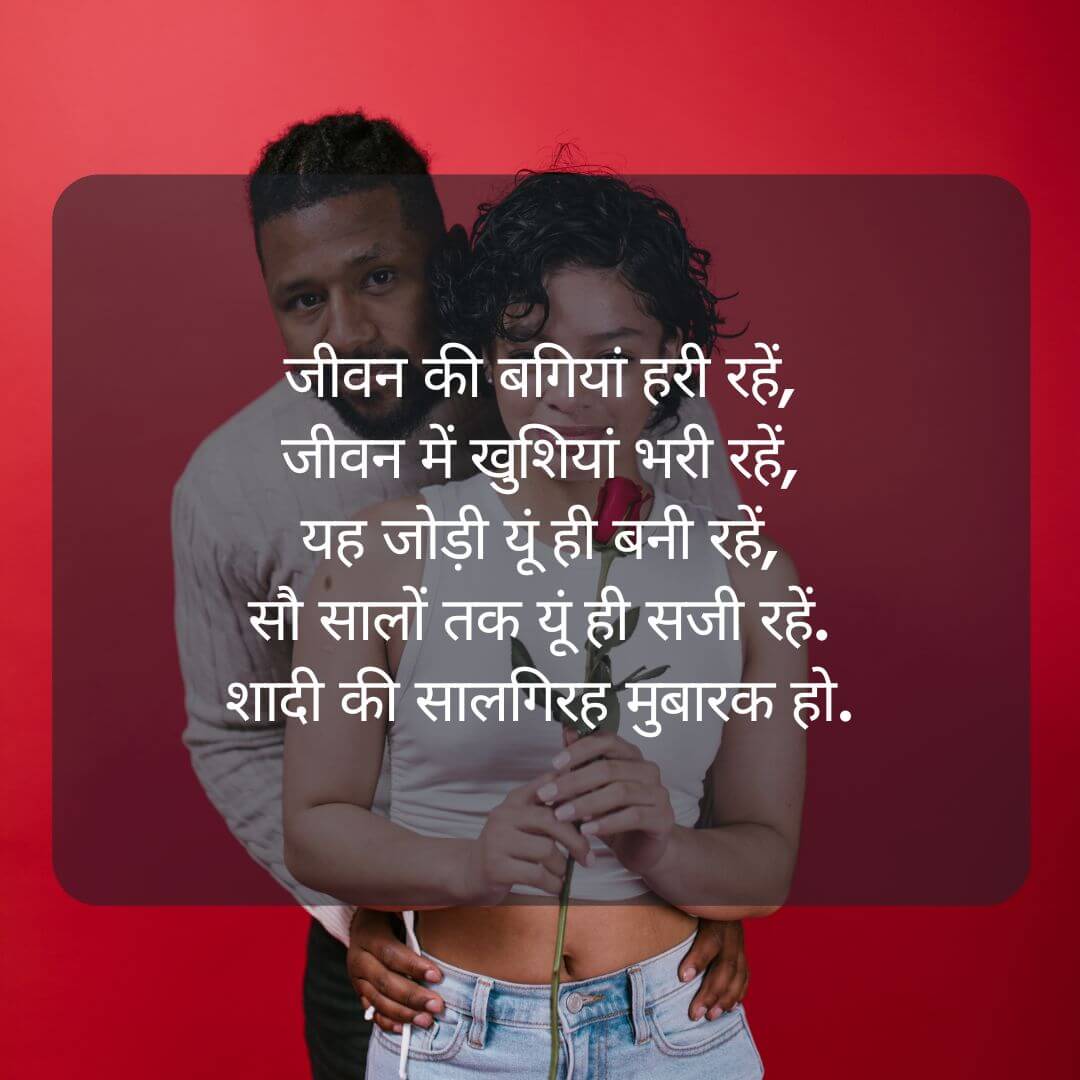 जीवन की बगियां हरी रहें,
जीवन में खुशियां भरी रहें,
यह जोड़ी यूं ही बनी रहें,
सौ सालों तक यूं ही सजी रहें.
शादी की सालगिरह मुबारक हो.